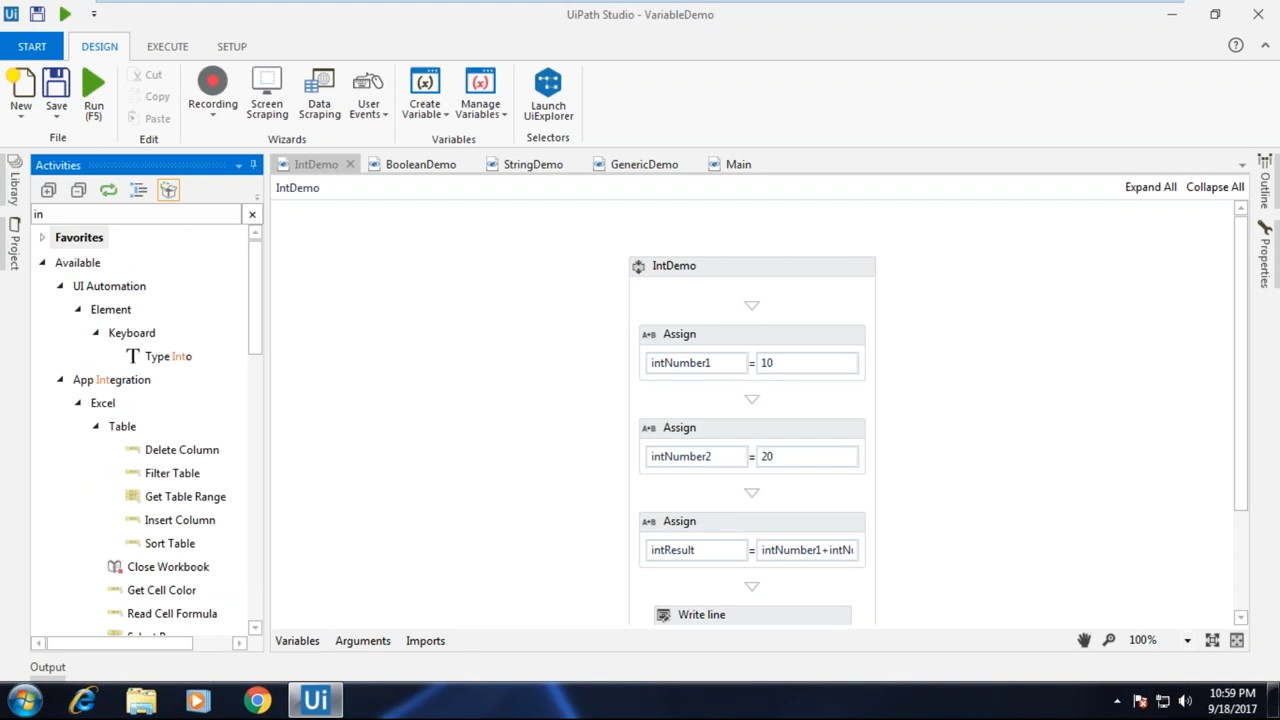 UiPath Studio - VariableDemo
START DESIGN EXECUTE SETUP
New
Save
Run
(F5)
Cut
Copy
Paste
Recording
Screen
Scraping
Data
Scraping
User
Events
Create
Variable
Manage
Variables
Launch
UiExplorer
File Edit Wizards Variables Selectors
Library
Project
Activities
in
Favorites
Available
UI Automation
Element
Keyboard
Type Into
App Integration
Excel
Table
Delete Column
Filter Table
Get Table Range
Insert Column
Sort Table
Close Workbook
Get Cell Color
Read Cell Formula
IntDemo BooleanDemo StringDemo GenericDemo Main
IntDemo Expand All Collapse All
IntDemo
A+B Assign
intNumber1 = 10
A+B Assign
intNumber2 = 20
A+B Assign
intResult = intNumber1+intNu
Write line
Outline
Properties
Variables Arguments Imports 100%
Output
Ui
10:59 PM
9/18/2017